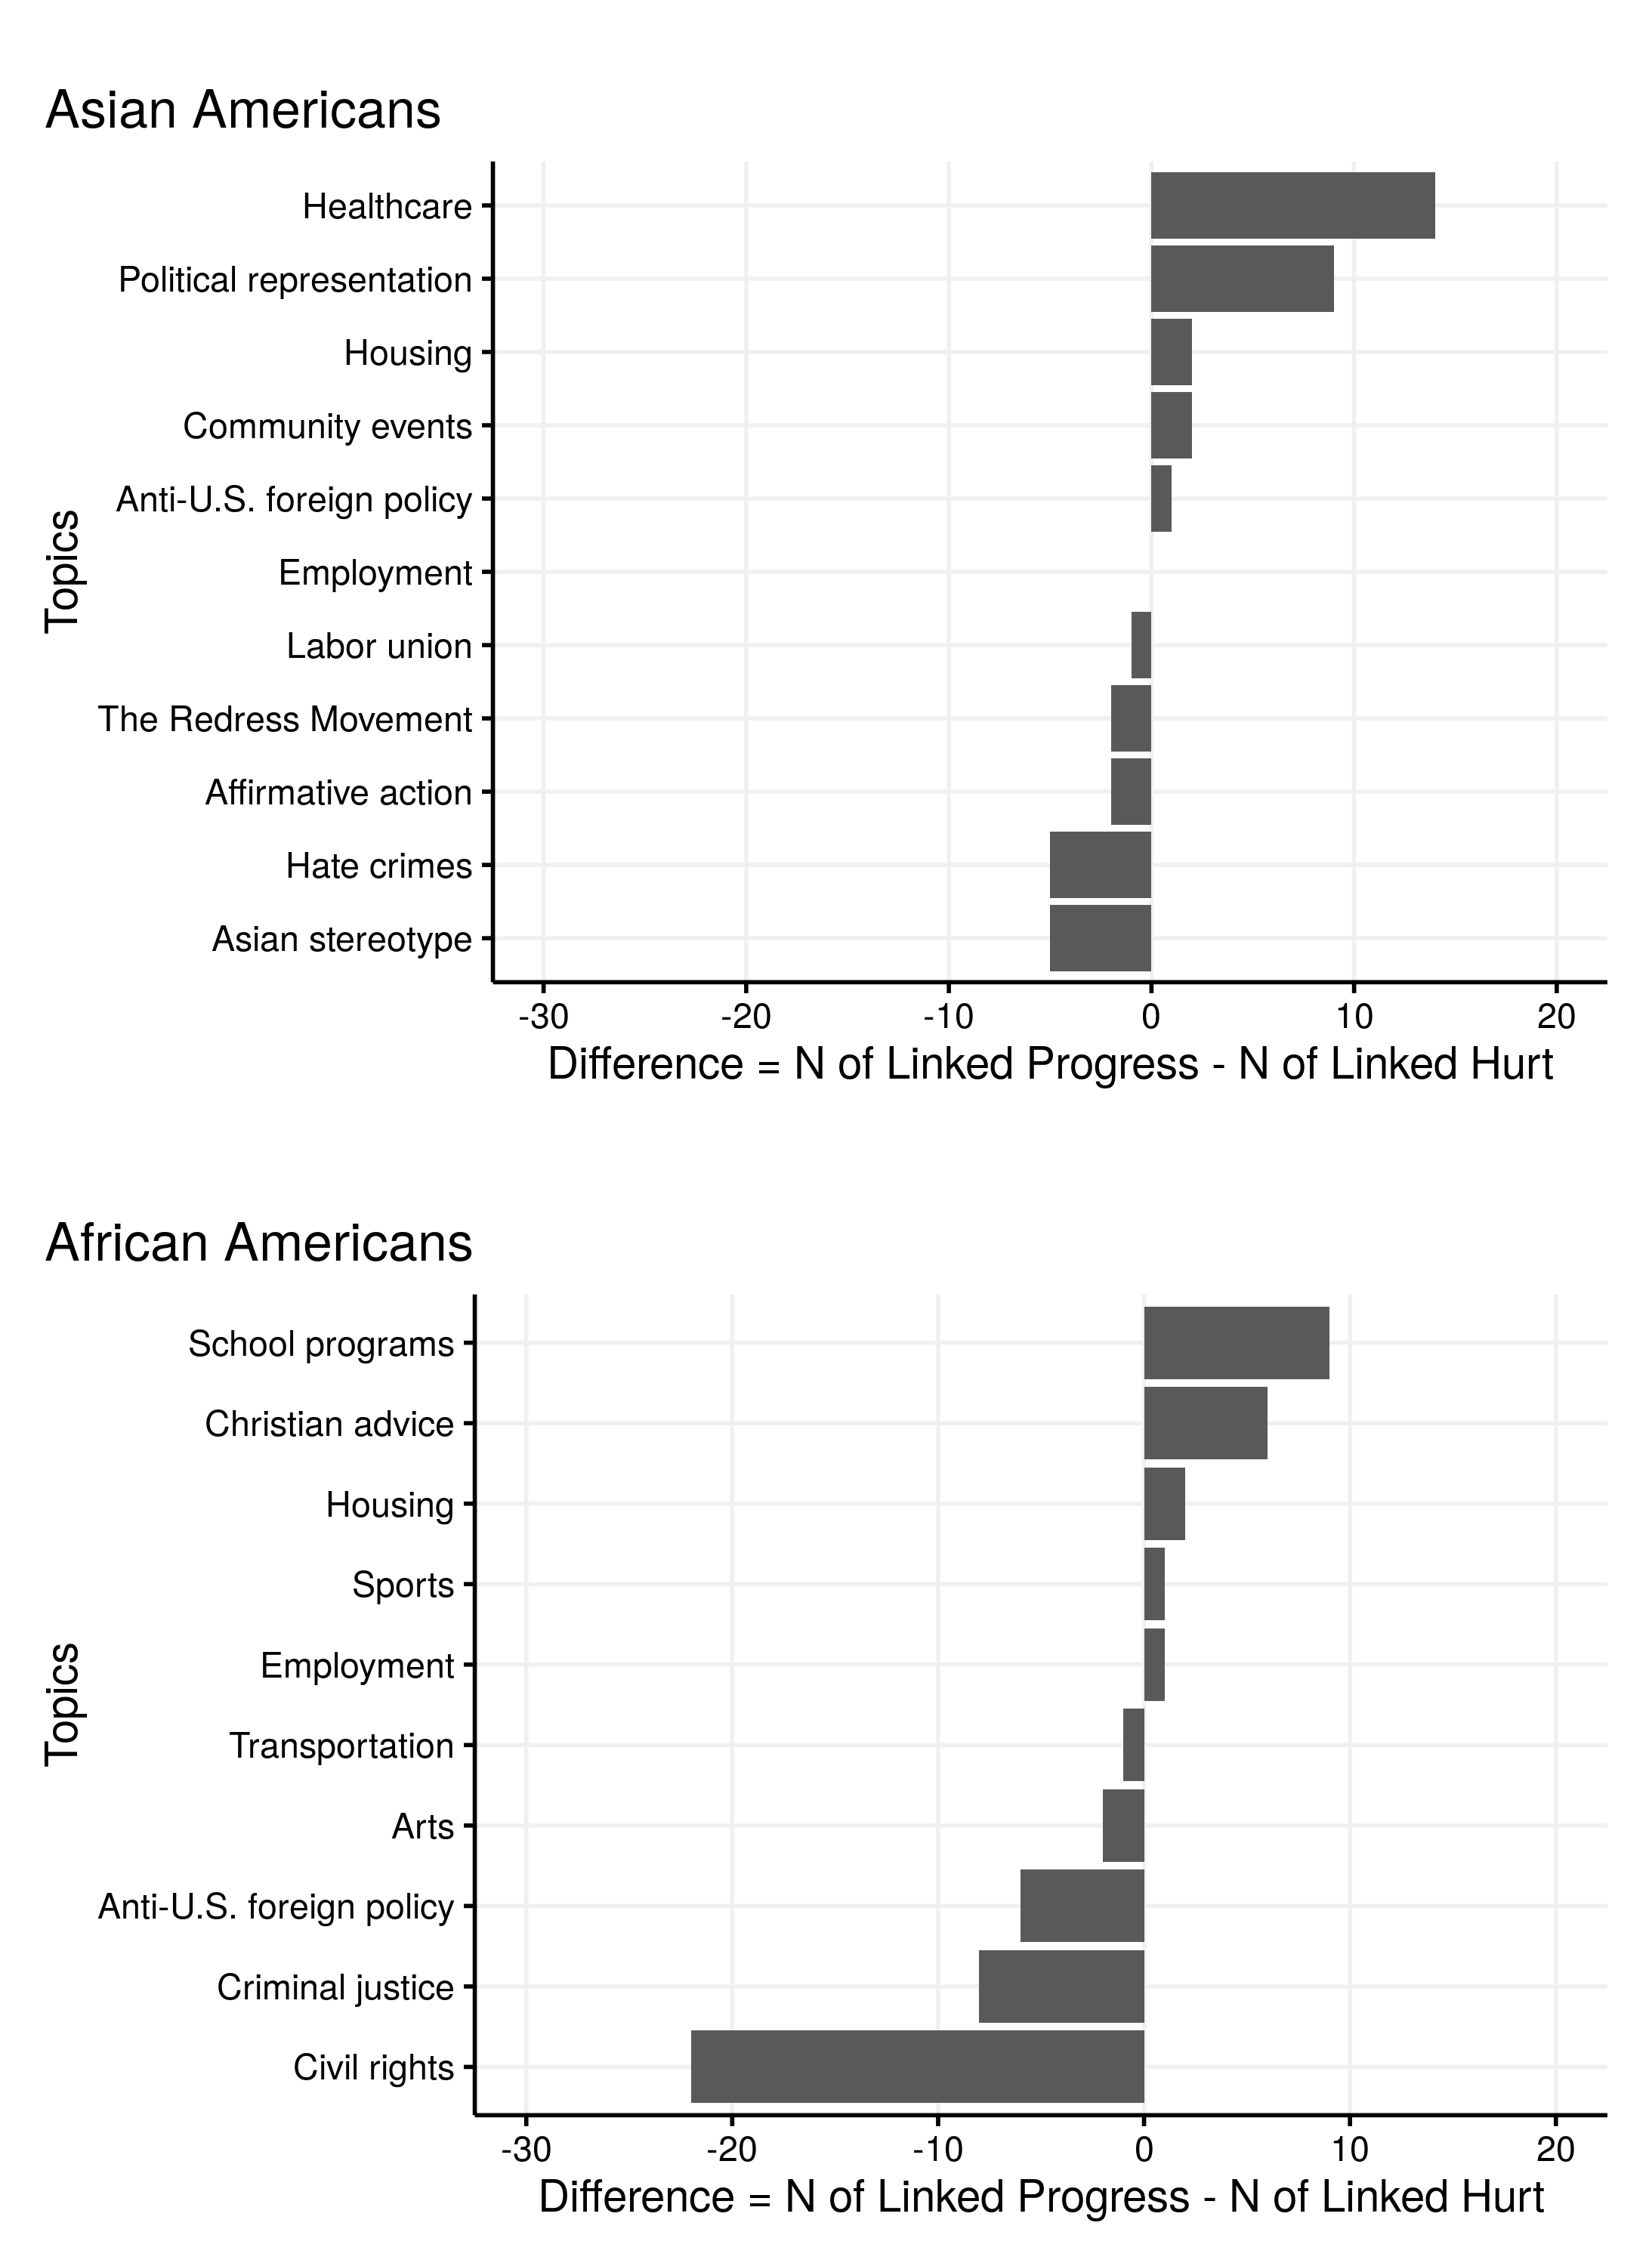 Asian Americans
Topics
Healthcare
Political representation
Housing
Community events
Anti-U.S. foreign policy
Employment
Labor union
The Redress Movement
Affirmative action
Hate crimes
Asian stereotype
-30 -20 -10 0 10 20
Difference = N of Linked Progress - N of Linked Hurt
African Americans
Topics
School programs
Christian advice
Housing
Sports
Employment
Transportation
Arts
Anti-U.S. foreign policy
Criminal justice
Civil rights
-30 -20 -10 0 10 20
Difference = N of Linked Progress - N of Linked Hurt